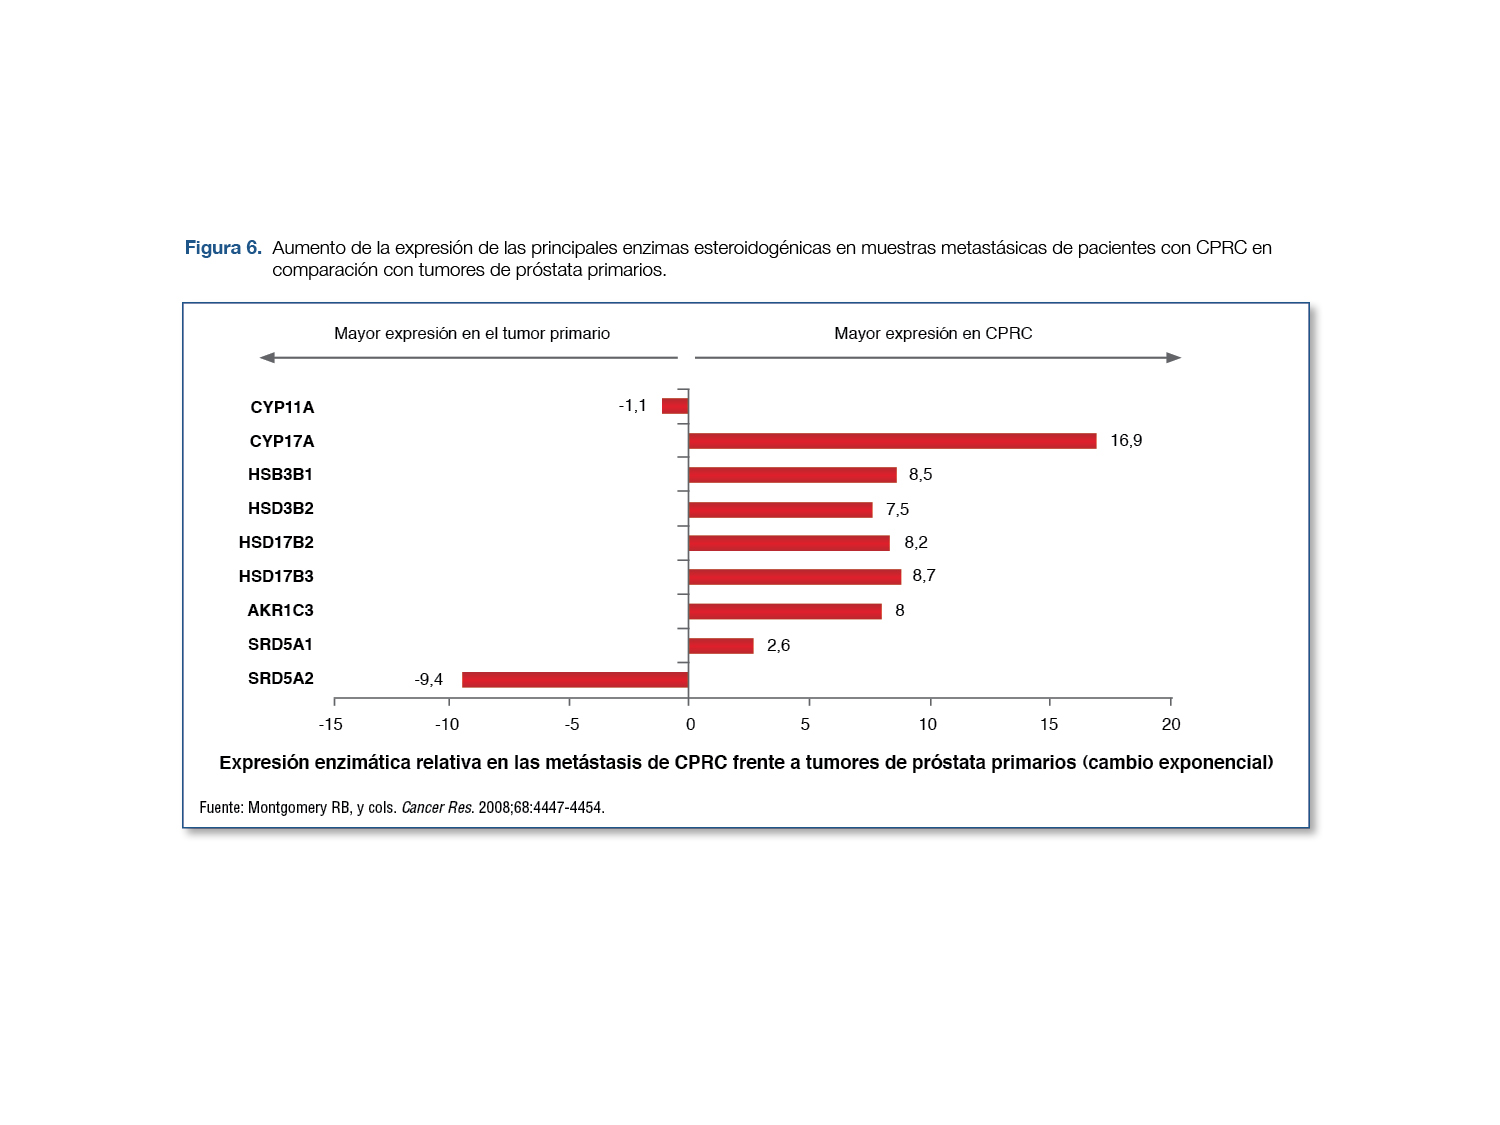 Figura 6. Aumento de la expresión de las principales enzimas esteroidogénicas en muestras metastásicas de pacientes con CPRC en
comparación con tumores de próstata primarios.
Mayor expresión en el tumor primario
Mayor expresión en CPRC
CYP11A -1,1
CYP17A 16,9
HSB3B1 8,5
HSD3B2 7,5
HSD17B2 8,2
HSD17B3 8,7
AKR1C3 8
SRD5A1 2,6
SRD5A2 -9,4
-15 -10 -5 0 5 10 15 20
Expresión enzimática relativa en las metástasis de CPRC frente a tumores de próstata primarios (cambio exponencial)
Fuente: Montgomery RB, y cols. Cancer Res. 2008;68:4447-4454.